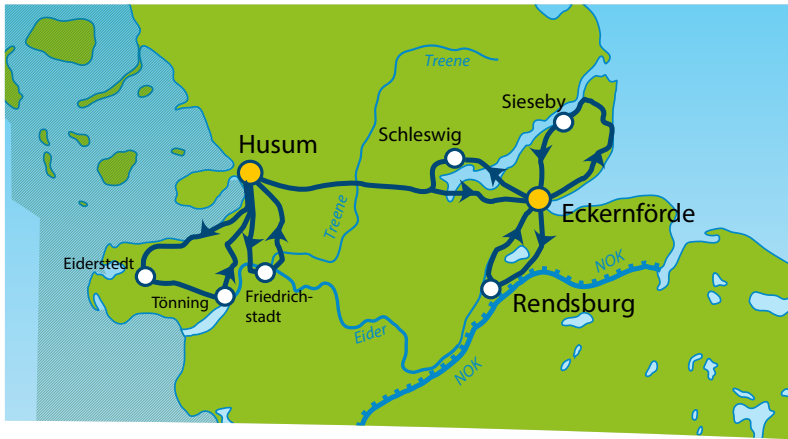 Treene
Sieseby
Schleswig
Husum
Treene
Eckernförde
Eiderstedt
NOK
Tönning
Friedrich-
stadt
Rendsburg
Eider
NOK